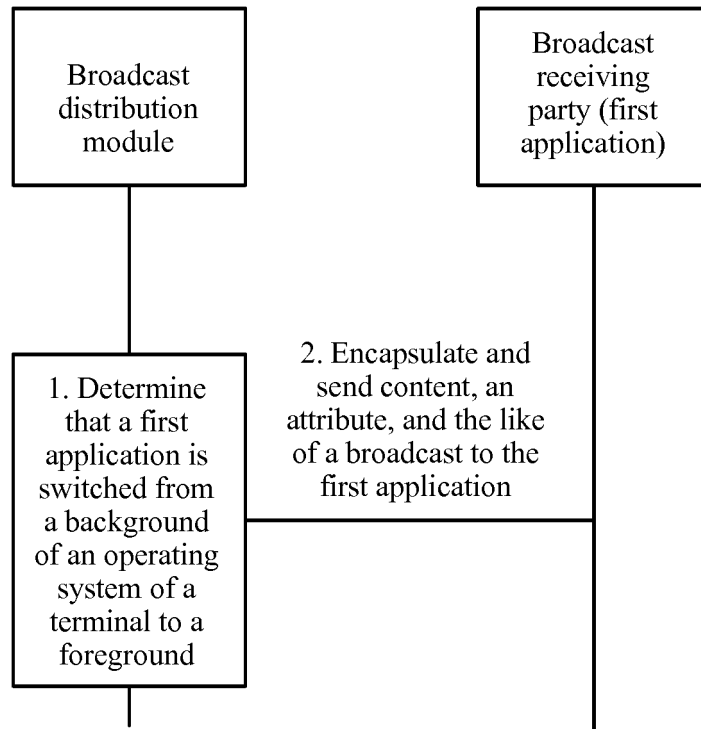 Broadcast
distribution
module
Broadcast
receiving
party (first
application)
1. Determine
that a first
application is
switched from
a background
of an operating
system of a
terminal to a
foreground
2. Encapsulate and
send content, an
attribute, and the like
of a broadcast to the
first application